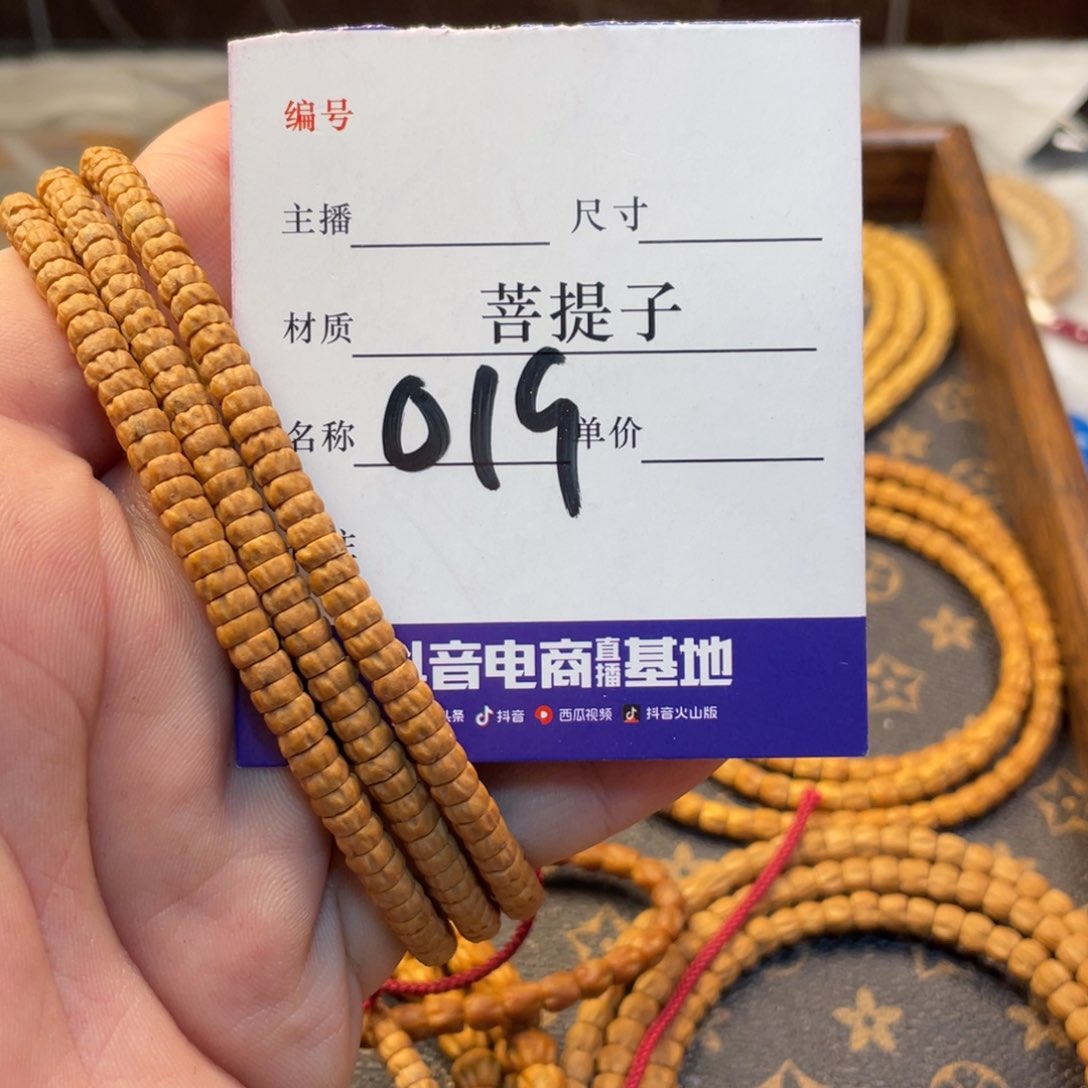 编号
主播 尺寸
材质 菩提子
名称 019 单价
音电商直播基地
条 抖音 西瓜视频 抖音火山版